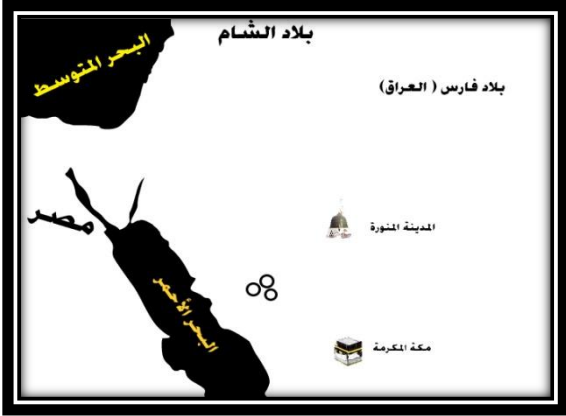 بلاد الشام
البحر المتوسط
بلاد فارس ( العراق)
مصر
المدينة المنورة
البحر الأحمر
مكة المكرمة